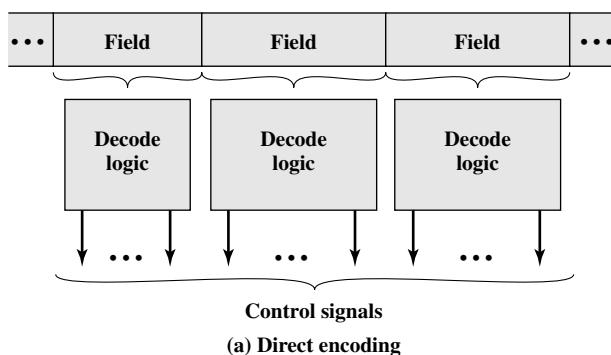 ••• Field Field Field •••
Decode logic
Decode logic
Decode logic
••• ••• •••
Control signals
(a) Direct encoding